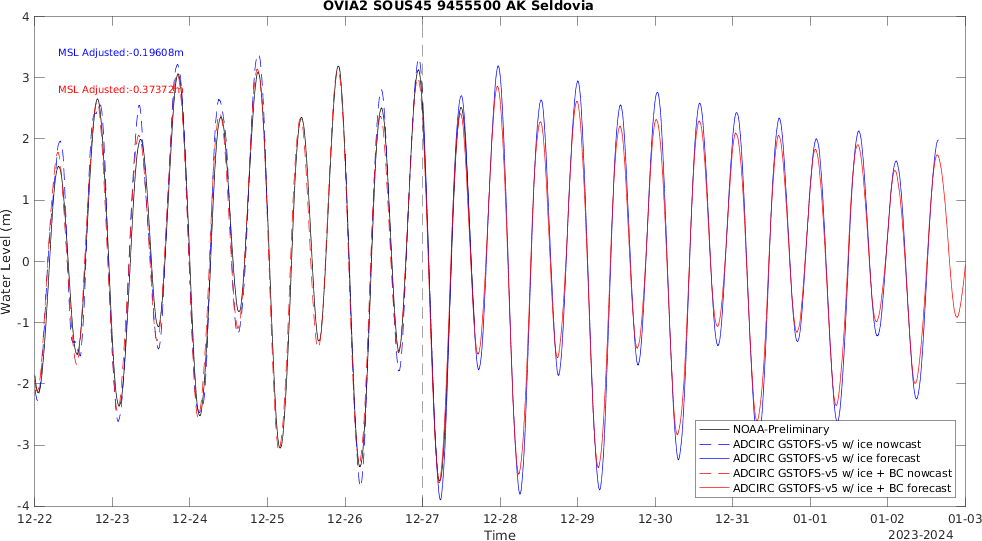 OVIA2 SOUS45 9455500 AK Seldovia
MSL Adjusted:-0.19608m
MSL Adjusted:-0.37372m
4
3
2
1
0
-1
-2
-3
-4
Water Level (m)
NOAA-Preliminary
ADCIRC GSTOFS-v5 w/ ice nowcast
ADCIRC GSTOFS-v5 w/ ice forecast
ADCIRC GSTOFS-v5 w/ ice + BC nowcast
ADCIRC GSTOFS-v5 w/ ice + BC forecast
12-22 12-23 12-24 12-25 12-26 12-27 12-28 12-29 12-30 12-31 01-01 01-02 01-03
Time
2023-2024